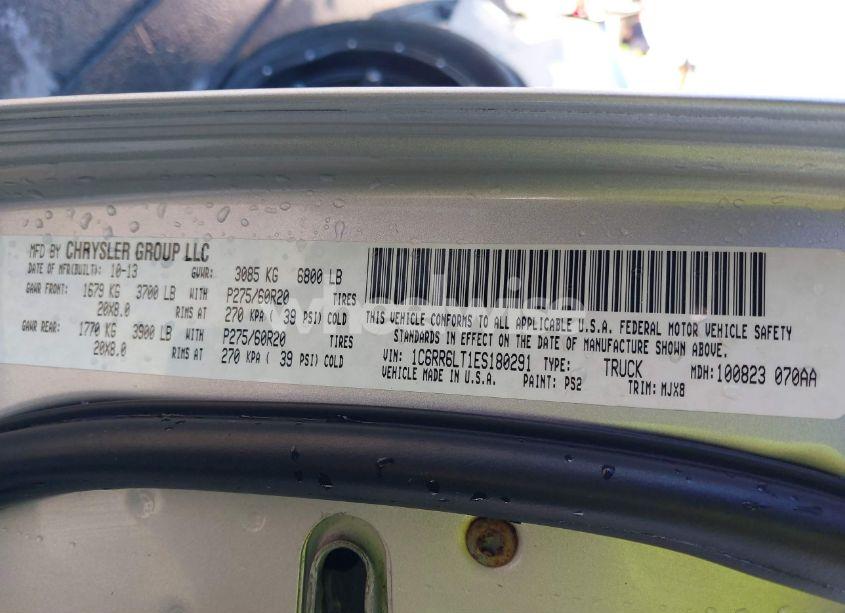 MFD BY CHRYSLER GROUP LLC
DATE OF MFR(BUILT): 10-13 GVWR: 3085 KG 6800 LB
GAWR FRONT: 1679 KG 3700 LB WITH P275/60R20 TIRES
20X8.0 RIMS AT 270 KPA ( 39 PSI) COLD
GAWR REAR: 1770 KG 3900 LB WITH P275/60R20 TIRES
20X8.0 RIMS AT 270 KPA ( 39 PSI) COLD
THIS VEHICLE CONFORMS TO ALL APPLICABLE U.S.A. FEDERAL MOTOR VEHICLE SAFETY
STANDARDS IN EFFECT ON THE DATE OF MANUFACTURE SHOWN ABOVE.
VIN: 1C6RR6LT1ES180291 TYPE: TRUCK MDH: 100823 070AA
VEHICLE MADE IN U.S.A. PAINT: PS2 TRIM: MJX8